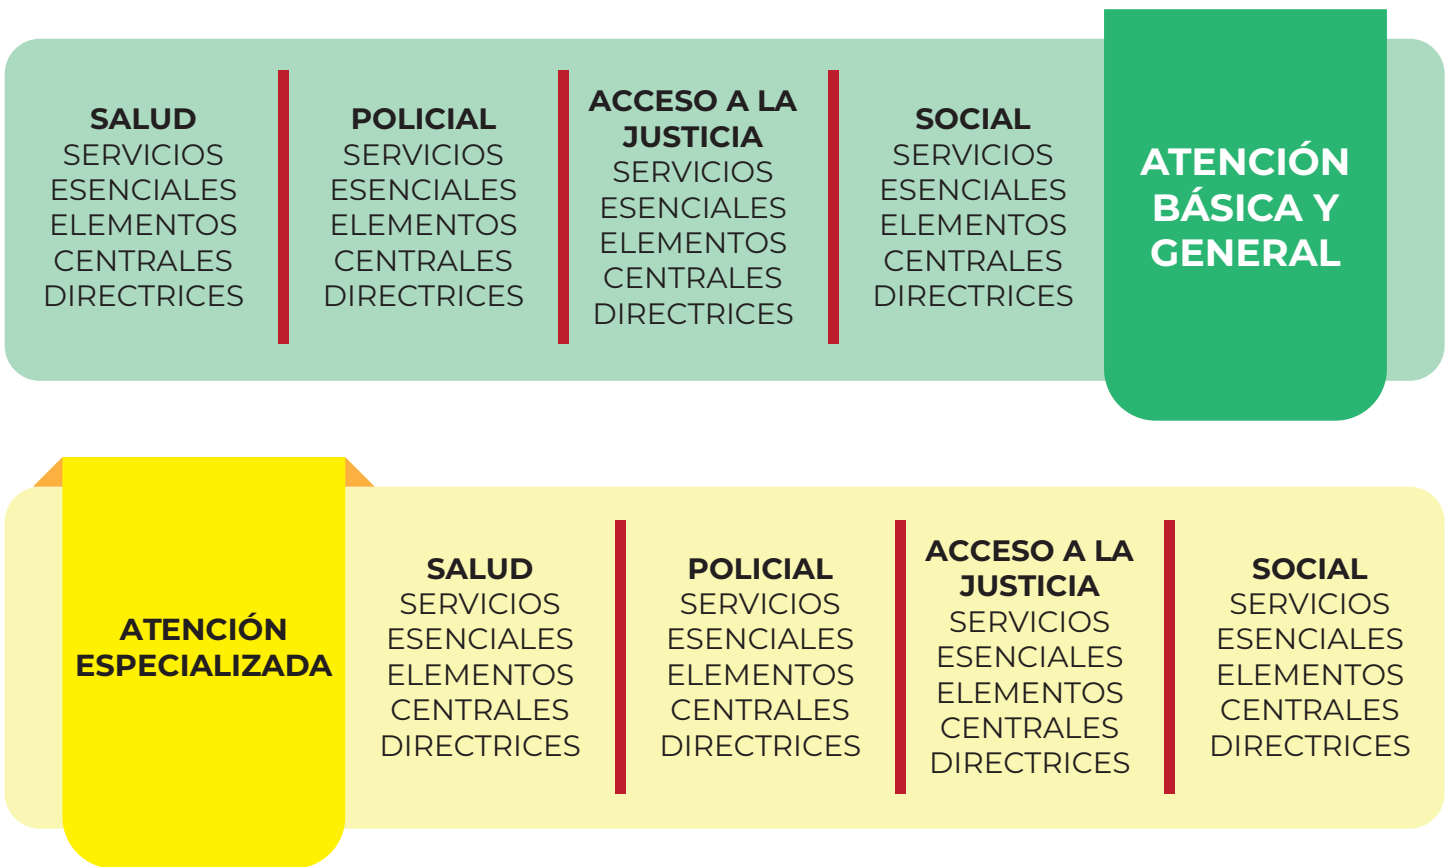 SALUD
SERVICIOS
ESENCIALES
ELEMENTOS
CENTRALES
DIRECTRICES
POLICIAL
SERVICIOS
ESENCIALES
ELEMENTOS
CENTRALES
DIRECTRICES
ACCESO A LA
JUSTICIA
SERVICIOS
ESENCIALES
ELEMENTOS
CENTRALES
DIRECTRICES
SOCIAL
SERVICIOS
ESENCIALES
ELEMENTOS
CENTRALES
DIRECTRICES
ATENCIÓN
BÁSICA Y
GENERAL
ATENCIÓN
ESPECIALIZADA
SALUD
SERVICIOS
ESENCIALES
ELEMENTOS
CENTRALES
DIRECTRICES
POLICIAL
SERVICIOS
ESENCIALES
ELEMENTOS
CENTRALES
DIRECTRICES
ACCESO A LA
JUSTICIA
SERVICIOS
ESENCIALES
ELEMENTOS
CENTRALES
DIRECTRICES
SOCIAL
SERVICIOS
ESENCIALES
ELEMENTOS
CENTRALES
DIRECTRICES